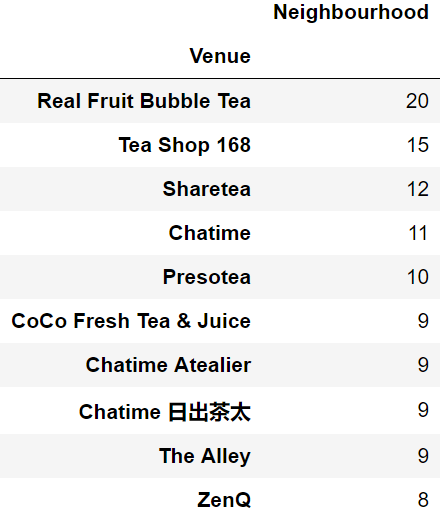 Neighbourhood
Venue
Real Fruit Bubble Tea 20
Tea Shop 168 15
Sharetea 12
Chatime 11
Presotea 10
CoCo Fresh Tea & Juice 9
Chatime Atealier 9
Chatime 日出茶太 9
The Alley 9
ZenQ 8